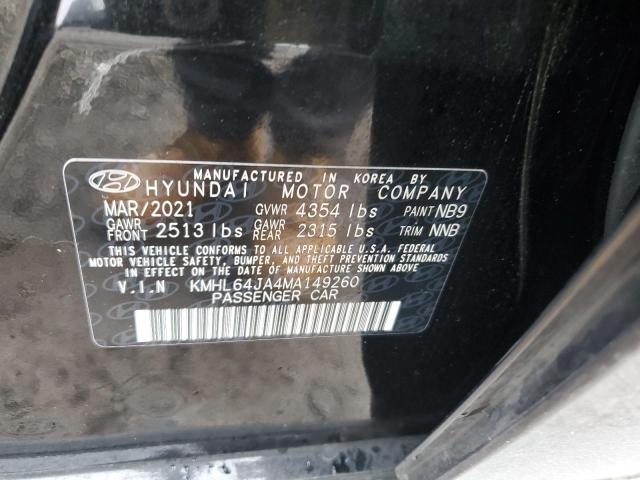 MANUFACTURED IN KOREA BY
HYUNDAI MOTOR COMPANY
MAR/2021 GVWR 4354 lbs PAINT NB9
GAWR FRONT 2513 lbs GAWR REAR 2315 lbs TRIM NNB
THIS VEHICLE CONFORMS TO ALL APPLICABLE U.S.A. FEDERAL
MOTOR VEHICLE SAFETY, BUMPER, AND THEFT PREVENTION
STANDARDS IN EFFECT ON THE DATE OF MANUFACTURE SHOWN ABOVE.
V.I.N KMHL64JA4MA149260
PASSENGER CAR